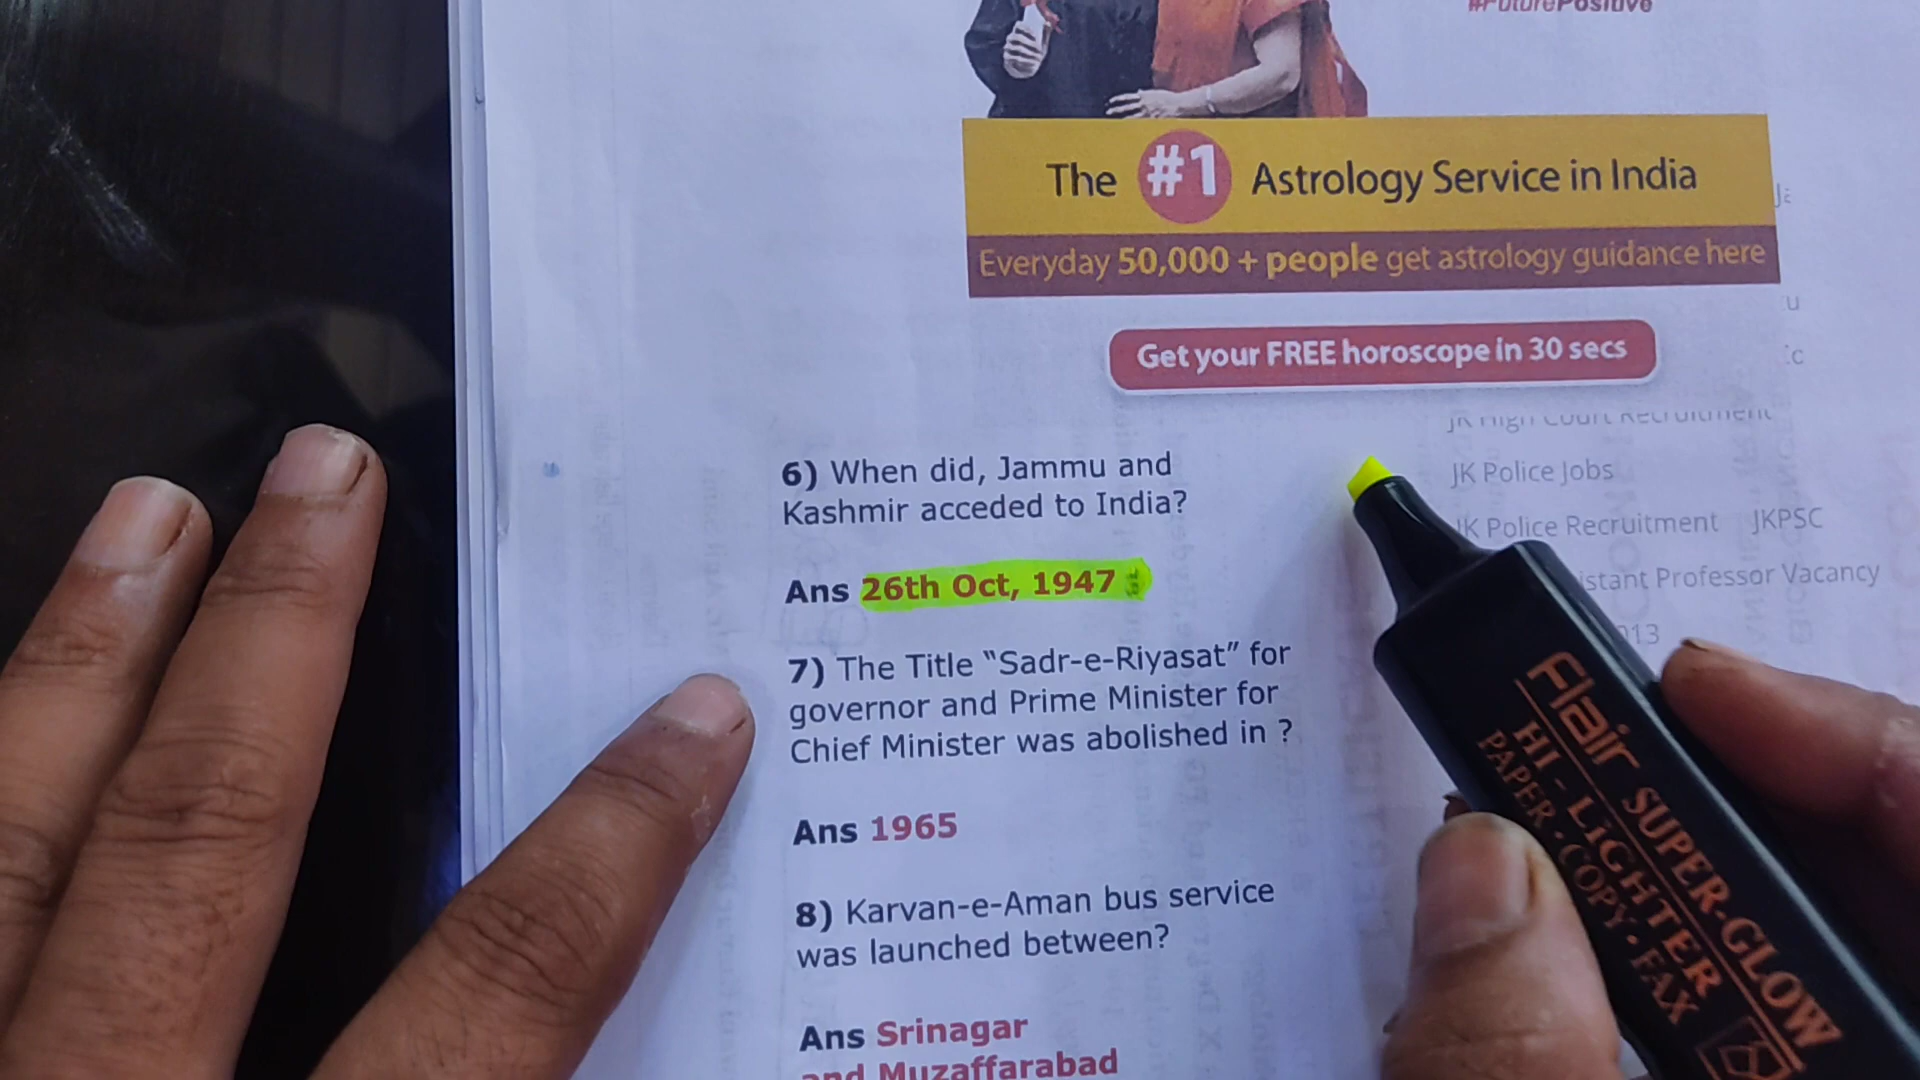 #FuturePositive
The #1 Astrology Service in India
Everyday 50,000 + people get astrology guidance here
Get your FREE horoscope in 30 secs
6) When did, Jammu and
Kashmir acceded to India?
Ans 26th Oct, 1947
7) The Title “Sadr-e-Riyasat” for
governor and Prime Minister for
Chief Minister was abolished in ?
Ans 1965
8) Karvan-e-Aman bus service
was launched between?
Ans Srinagar
and Muzaffarabad
JK High Court Recruitment
JK Police Jobs
JK Police Recruitment JKPSC
Professor Vacancy
Flair SUPER-GLOW
HI-LiGHTER
PAPER·COPY·FAX